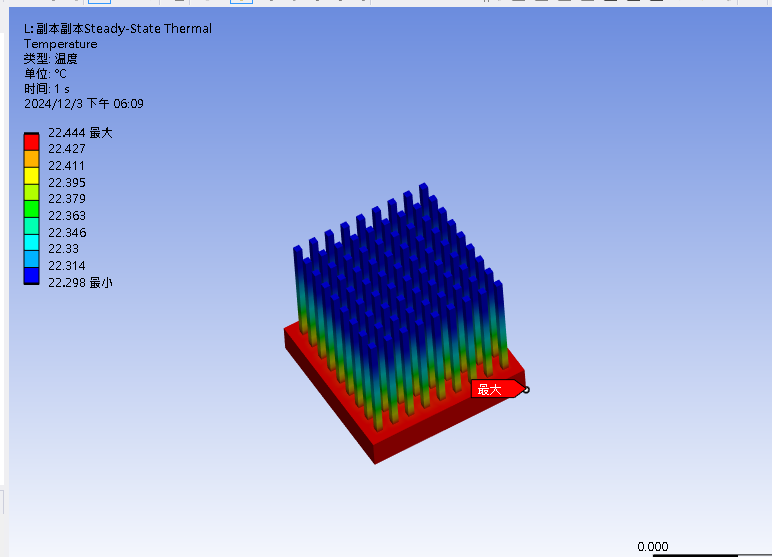 L: 副本副本Steady-State Thermal
Temperature
类型: 温度
单位: °C
时间: 1 s
2024/12/3 下午 06:09
22.444 最大
22.427
22.411
22.395
22.379
22.363
22.346
22.33
22.314
22.298 最小
最大
0.000